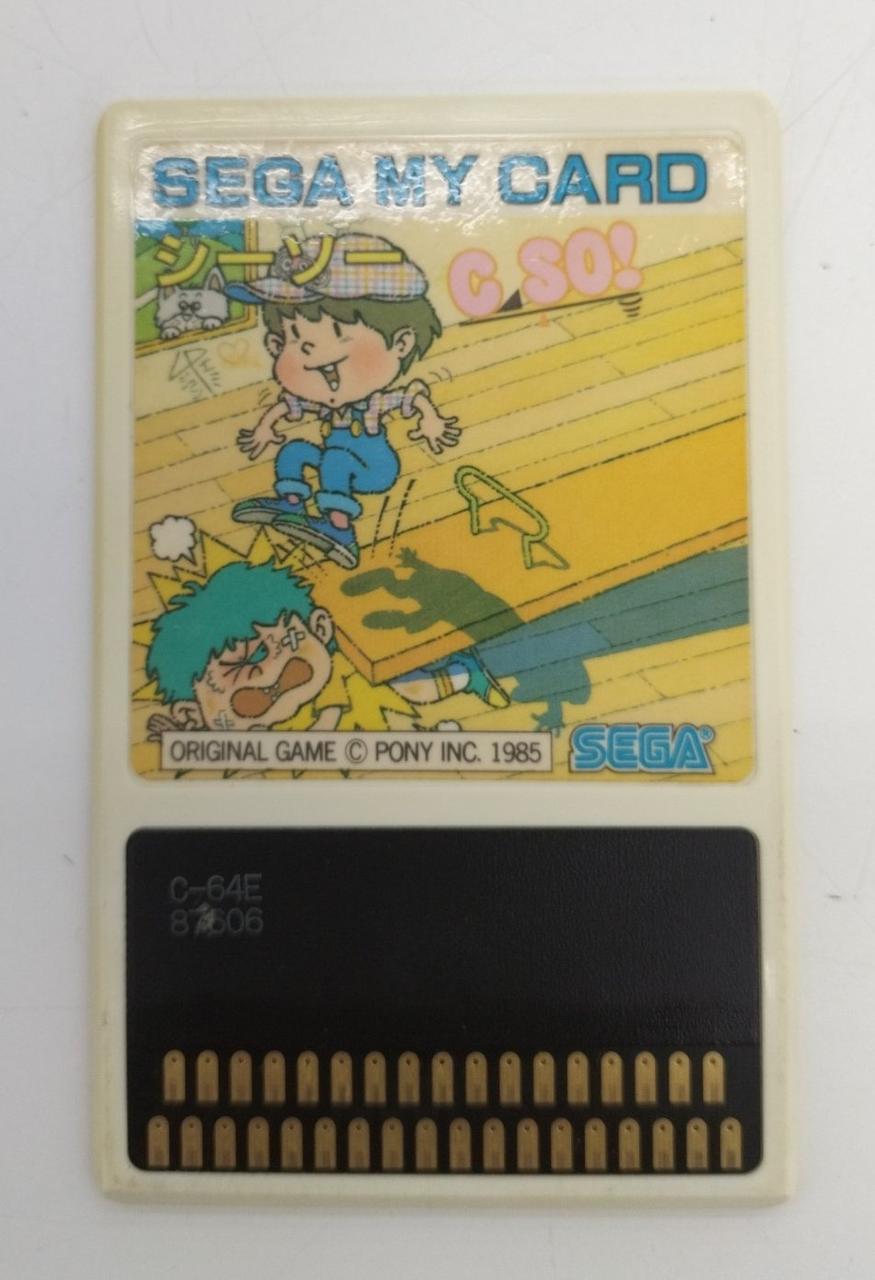 SEGA MY CARD
シーソー
C SO!
ORIGINAL GAME © PONY INC. 1985
SEGA®
C-64E